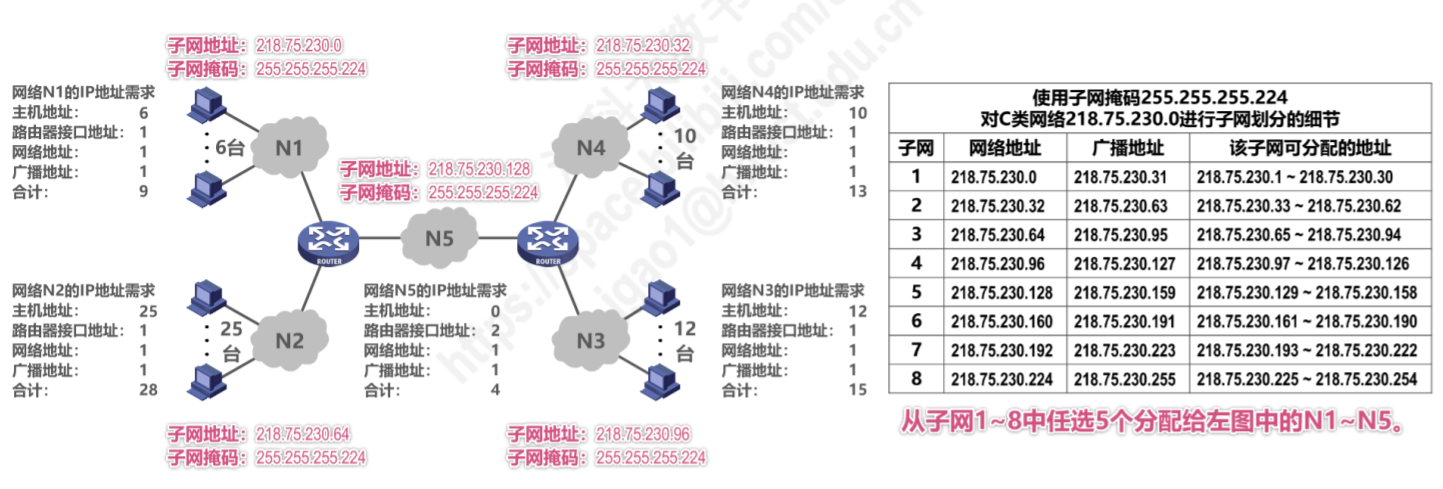 子网地址：218.75.230.0
子网掩码：255.255.255.224
网络N1的IP地址需求
主机地址： 6
路由器接口地址： 1
网络地址： 1
广播地址： 1
合计： 9
6台
N1
子网地址：218.75.230.32
子网掩码：255.255.255.224
网络N4的IP地址需求
主机地址： 10
路由器接口地址： 1
网络地址： 1
广播地址： 1
合计： 13
10
台
N4
子网地址：218.75.230.128
子网掩码：255.255.255.224
N5
ROUTER
ROUTER
网络N2的IP地址需求
主机地址： 25
路由器接口地址： 1
网络地址： 1
广播地址： 1
合计： 28
25
台
N2
网络N5的IP地址需求
主机地址： 0
路由器接口地址： 2
网络地址： 1
广播地址： 1
合计： 4
网络N3的IP地址需求
主机地址： 12
路由器接口地址： 1
网络地址： 1
广播地址： 1
合计： 15
12
台
N3
子网地址：218.75.230.64
子网掩码：255.255.255.224
子网地址：218.75.230.96
子网掩码：255.255.255.224
使用子网掩码255.255.255.224
对C类网络218.75.230.0进行子网划分的细节
子网 网络地址 广播地址 该子网可分配的地址
1 218.75.230.0 218.75.230.31 218.75.230.1 ~ 218.75.230.30
2 218.75.230.32 218.75.230.63 218.75.230.33 ~ 218.75.230.62
3 218.75.230.64 218.75.230.95 218.75.230.65 ~ 218.75.230.94
4 218.75.230.96 218.75.230.127 218.75.230.97 ~ 218.75.230.126
5 218.75.230.128 218.75.230.159 218.75.230.129 ~ 218.75.230.158
6 218.75.230.160 218.75.230.191 218.75.230.161 ~ 218.75.230.190
7 218.75.230.192 218.75.230.223 218.75.230.193 ~ 218.75.230.222
8 218.75.230.224 218.75.230.255 218.75.230.225 ~ 218.75.230.254
从子网1~8中任选5个分配给左图中的N1~N5。